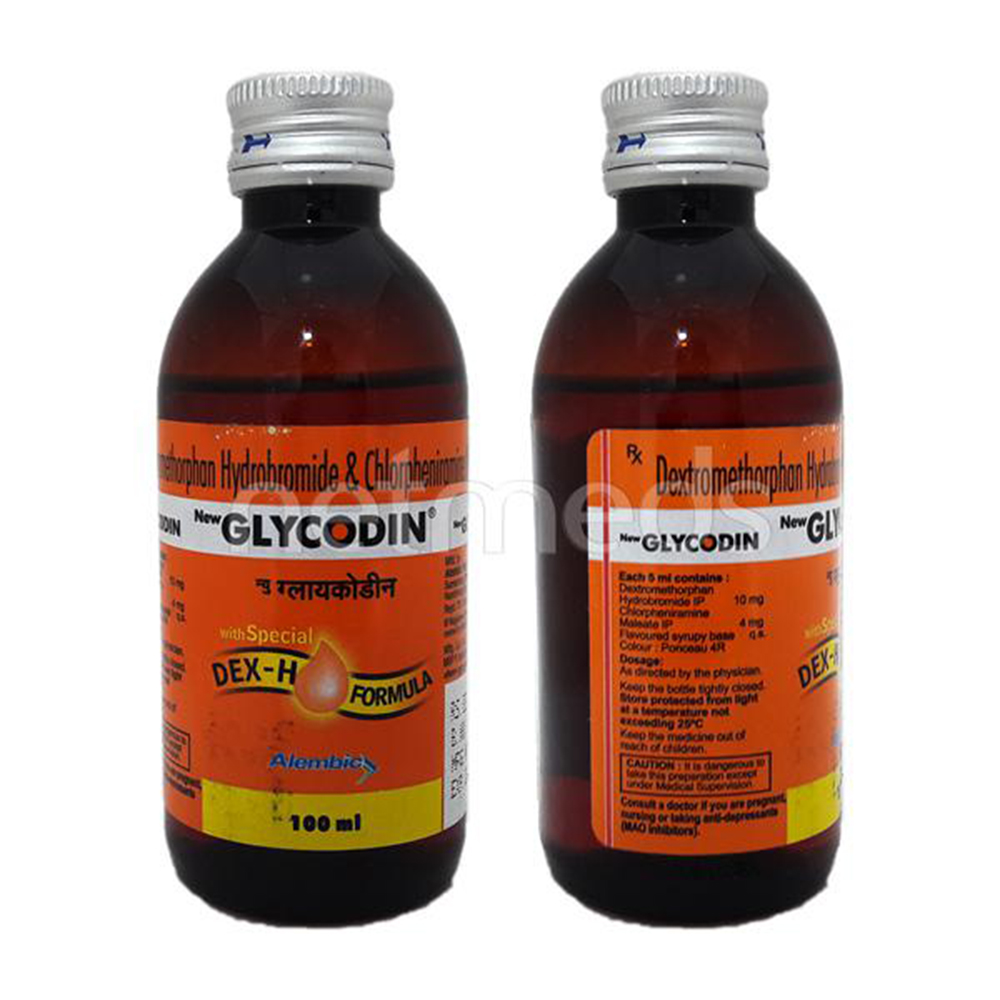 methorphan Hydrobromide & Chlorpheniramine
New GLYCODIN®
न्यु ग्लायकोडीन
with Special
DEX-H
FORMULA
Alembic
100 ml
Rx
Dextromethorphan
New GLYCODIN
Each 5 ml contains :
Dextromethorphan
Hydrobromide IP 10 mg
Chlorpheniramine
Maleate IP 4 mg
Flavoured syrupy base q.s.
Colour : Ponceau 4R
Dosage:
As directed by the physician.
Keep the bottle tightly closed.
Store protected from light
at a temperature not
exceeding 25°C
Keep the medicine out of
reach of children.
CAUTION : It is dangerous to
take this preparation except
under Medical Supervision.
Consult a doctor if you are pregnant,
nursing or taking anti-depressants
(MAO inhibitors).
New GLY
DEX-H
netmeds